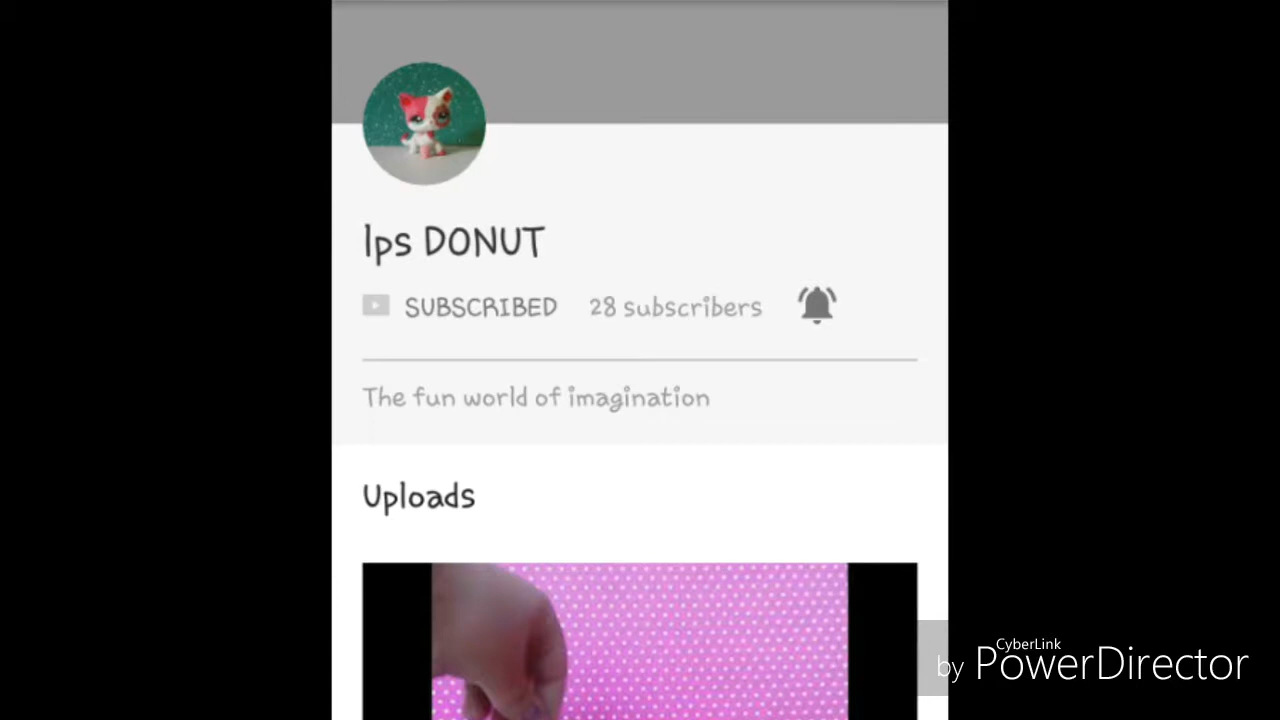 lps DONUT
SUBSCRIBED 28 subscribers
The fun world of imagination
Uploads
CyberLink
by PowerDirector